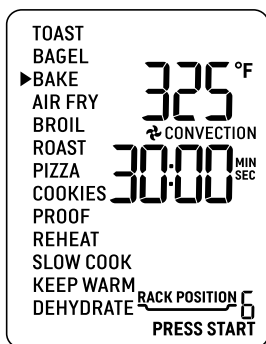 TOAST
BAGEL
BAKE
AIR FRY
BROIL
ROAST
PIZZA
COOKIES
PROOF
REHEAT
SLOW COOK
KEEP WARM
DEHYDRATE
325 °F
CONVECTION
30:00 MIN SEC
RACK POSITION 6
PRESS START